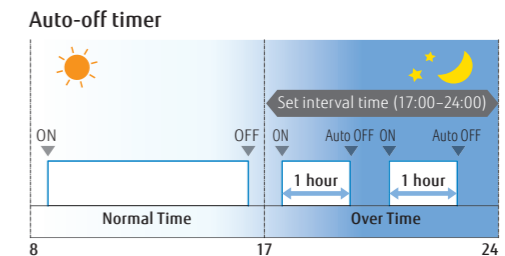 Auto-off timer
Set interval time (17:00–24:00)
ON OFF ON Auto OFF ON Auto OFF
1 hour 1 hour
Normal Time Over Time
8 17 24